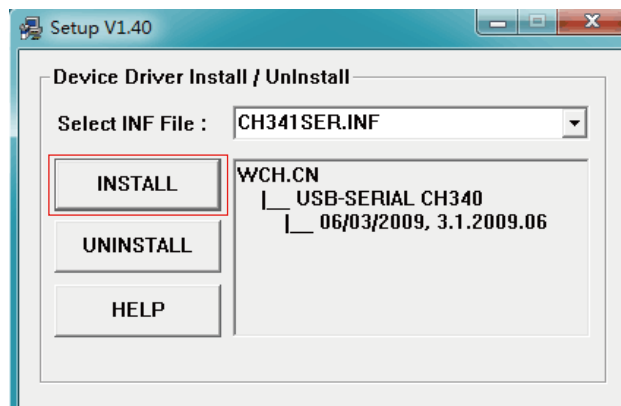 Setup V1.40
Device Driver Install / UnInstall
Select INF File :
CH341SER.INF
INSTALL
WCH.CN
|__ USB-SERIAL CH340
|__ 06/03/2009, 3.1.2009.06
UNINSTALL
HELP